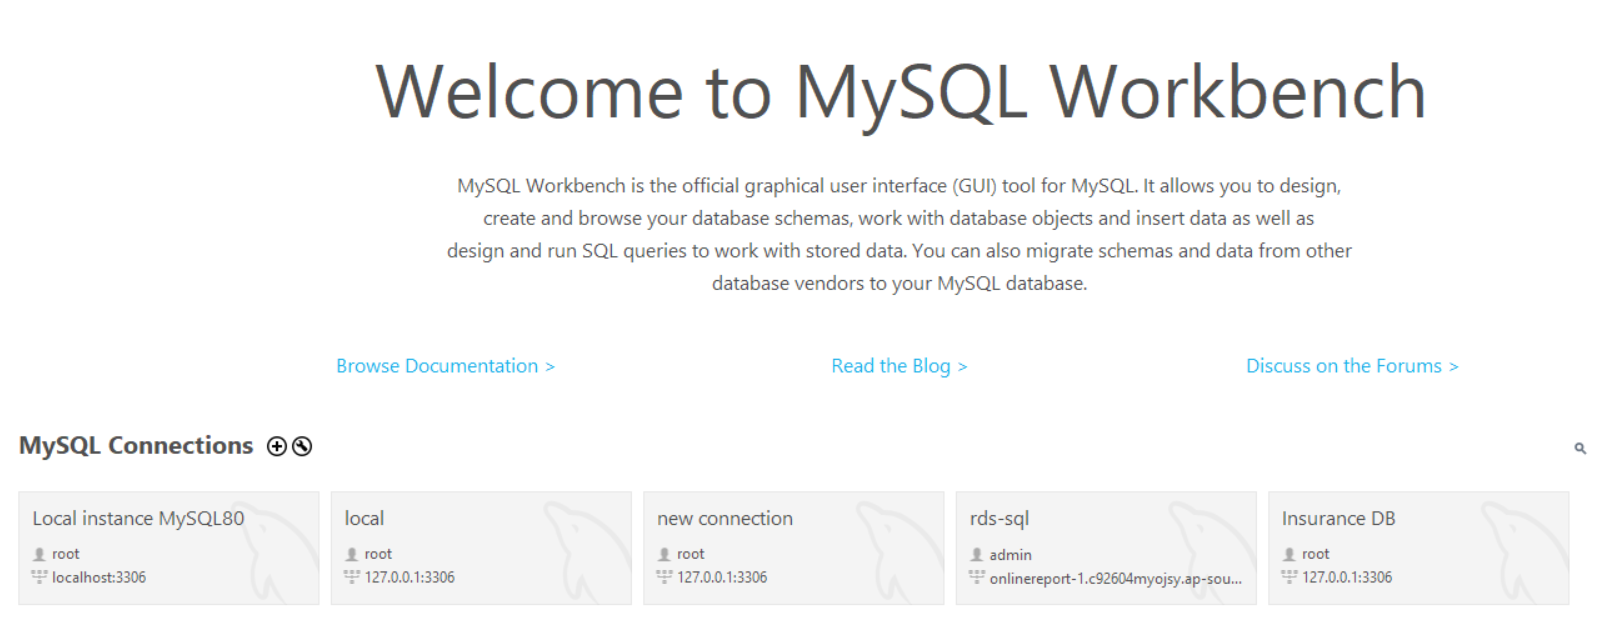 Welcome to MySQL Workbench
MySQL Workbench is the official graphical user interface (GUI) tool for MySQL. It allows you to design,
create and browse your database schemas, work with database objects and insert data as well as
design and run SQL queries to work with stored data. You can also migrate schemas and data from other
database vendors to your MySQL database.
Browse Documentation >
Read the Blog >
Discuss on the Forums >
MySQL Connections
Local instance MySQL80
root
localhost:3306
local
root
127.0.0.1:3306
new connection
root
127.0.0.1:3306
rds-sql
admin
onlinereport-1.c92604myojsy.ap-sou...
Insurance DB
root
127.0.0.1:3306